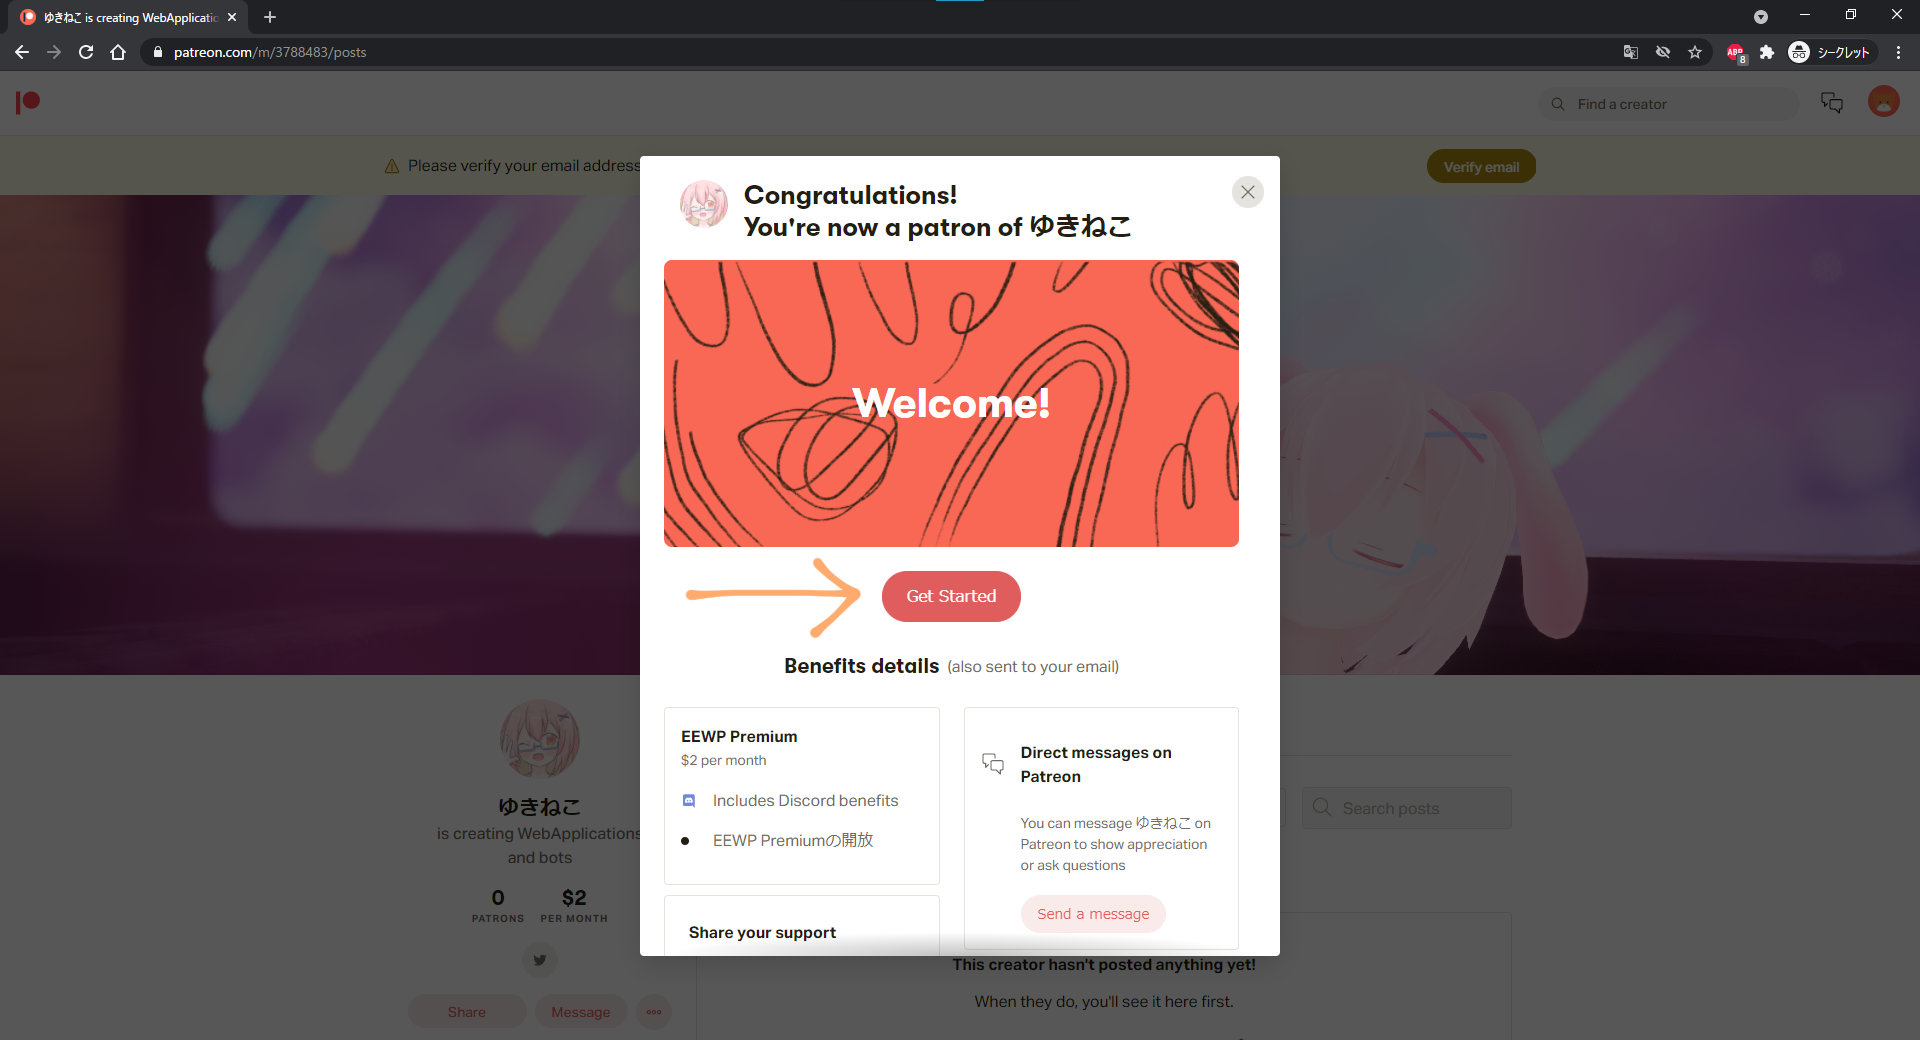 ゆきねこ is creating WebApplicatio
patreon.com/m/3788483/posts
ABP
8
シークレット
Find a creator
Please verify your email address
Verify email
Congratulations!
You're now a patron of ゆきねこ
Welcome!
Get Started
Benefits details (also sent to your email)
EEWP Premium
$2 per month
Includes Discord benefits
EEWP Premiumの開放
Direct messages on
Patreon
You can message ゆきねこ on
Patreon to show appreciation
or ask questions
Send a message
Share your support
ゆきねこ
is creating WebApplications
and bots
0
PATRONS
$2
PER MONTH
Share
Message
Search posts
This creator hasn't posted anything yet!
When they do, you'll see it here first.